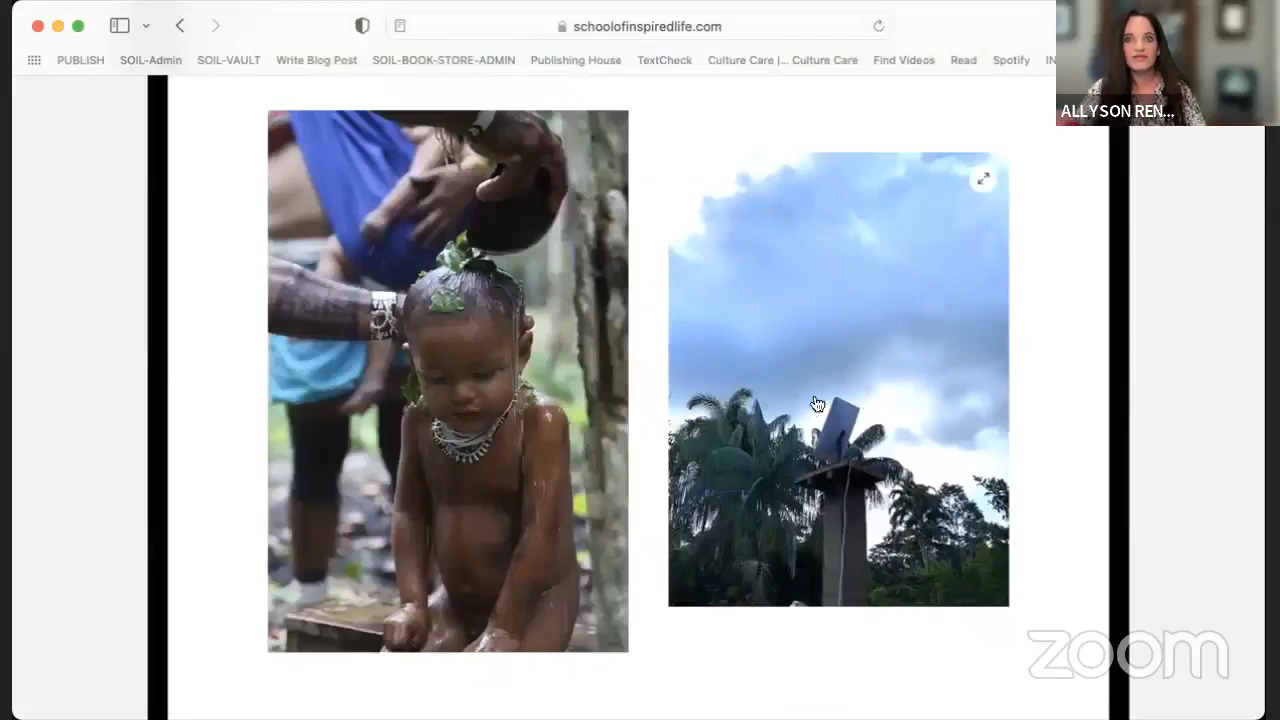 schoolofinspiredlife.com
PUBLISH SOIL-Admin SOIL-VAULT Write Blog Post SOIL-BOOK-STORE-ADMIN Publishing House TextCheck Culture Care |... Culture Care Find Videos Read Spotify IN
ALLYSON REN...
zoom